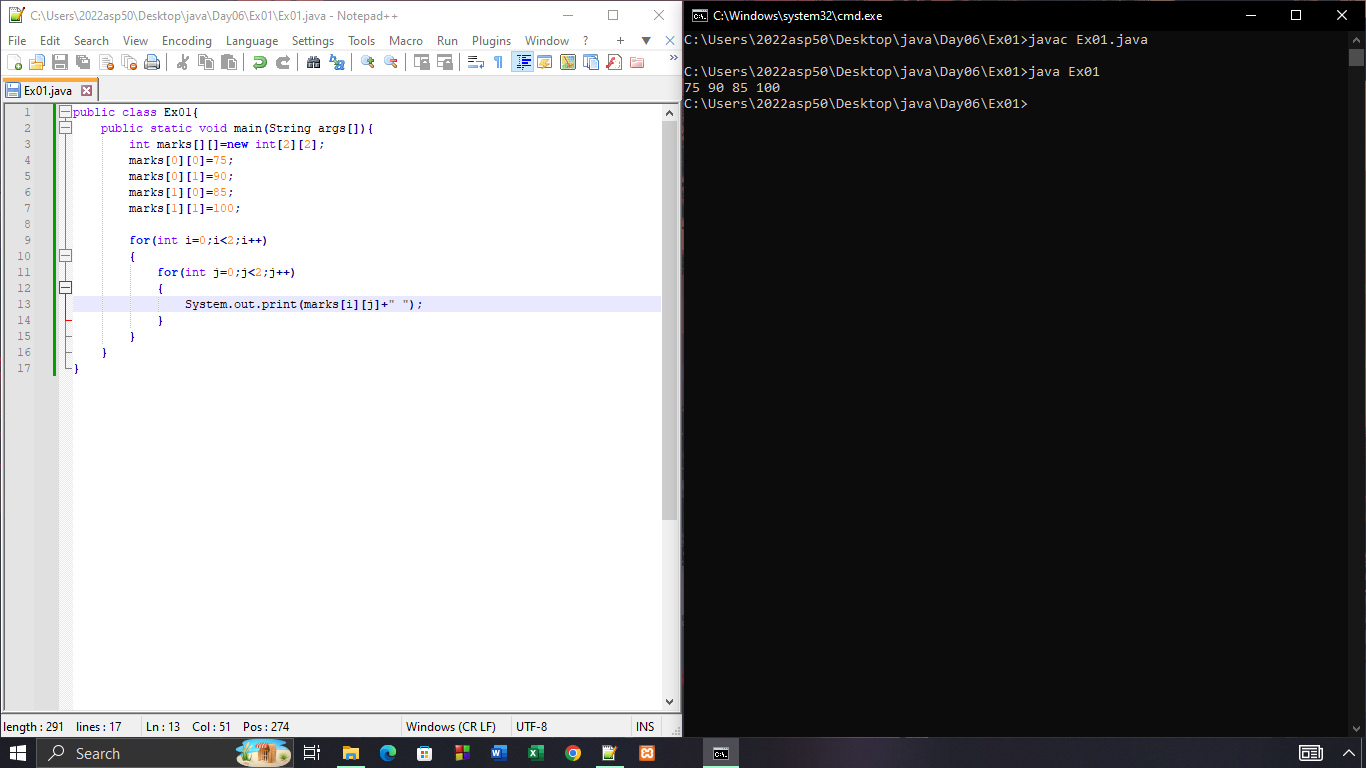 C:\Users\2022asp50\Desktop\java\Day06\Ex01\Ex01.java - Notepad++
File Edit Search View Encoding Language Settings Tools Macro Run Plugins Window ? + ▼ X
Ex01.java
1 public class Ex01{
2 public static void main(String args[]){
3 int marks[][]=new int[2][2];
4 marks[0][0]=75;
5 marks[0][1]=90;
6 marks[1][0]=85;
7 marks[1][1]=100;
8
9 for(int i=0;i<2;i++)
10 {
11 for(int j=0;j<2;j++)
12 {
13 System.out.print(marks[i][j]+" ");
14 }
15 }
16 }
17 }
length : 291 lines : 17 Ln : 13 Col : 51 Pos : 274 Windows (CR LF) UTF-8 INS
C:\Windows\system32\cmd.exe
C:\Users\2022asp50\Desktop\java\Day06\Ex01>javac Ex01.java
C:\Users\2022asp50\Desktop\java\Day06\Ex01>java Ex01
75 90 85 100
C:\Users\2022asp50\Desktop\java\Day06\Ex01>
Search